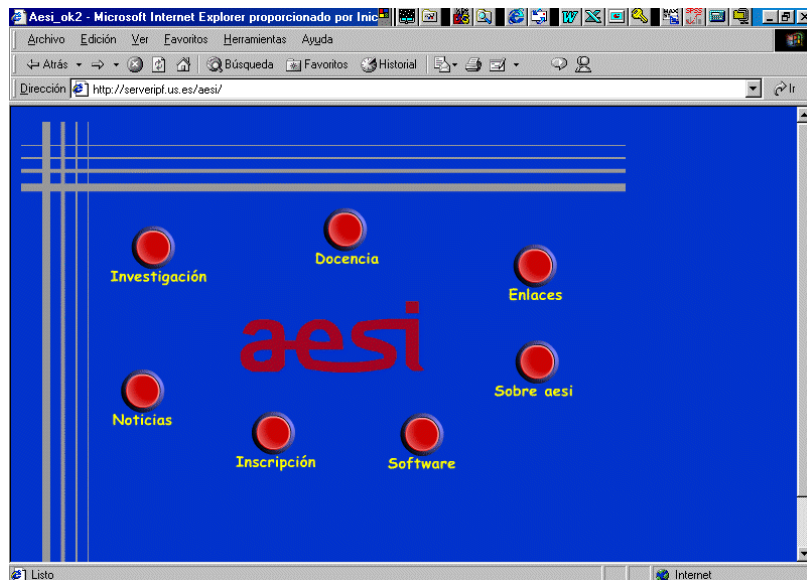 Aesi_ok2 - Microsoft Internet Explorer proporcionado por Inic
Archivo Edición Ver Favoritos Herramientas Ayuda
Atrás Búsqueda Favoritos Historial
Dirección http://serveripf.us.es/aesi/ Ir
Docencia
Investigación
Enlaces
aesi
Sobre aesi
Noticias
Inscripción
Software
Listo Internet